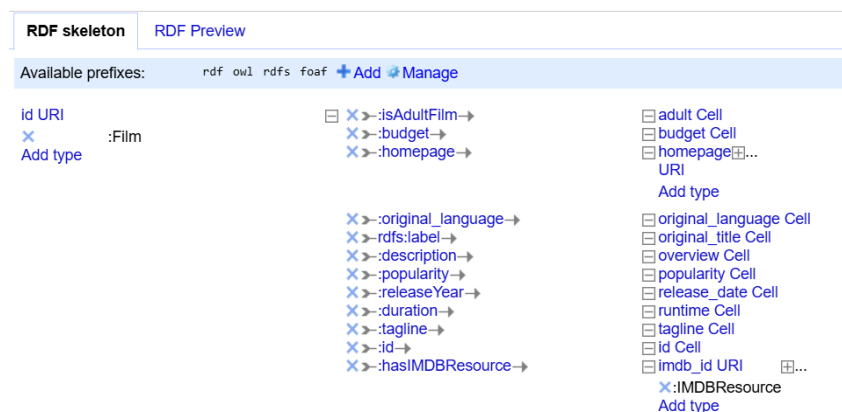 RDF skeleton RDF Preview
Available prefixes: rdf owl rdfs foaf Add Manage
id URI :isAdultFilm adult Cell
:Film :budget budget Cell
Add type :homepage homepage...
URI
Add type
:original_language original_language Cell
rdfs:label original_title Cell
:description overview Cell
:popularity popularity Cell
:releaseYear release_date Cell
:duration runtime Cell
:tagline tagline Cell
:id id Cell
:hasIMDBResource imdb_id URI ...
:IMDBResource
Add type